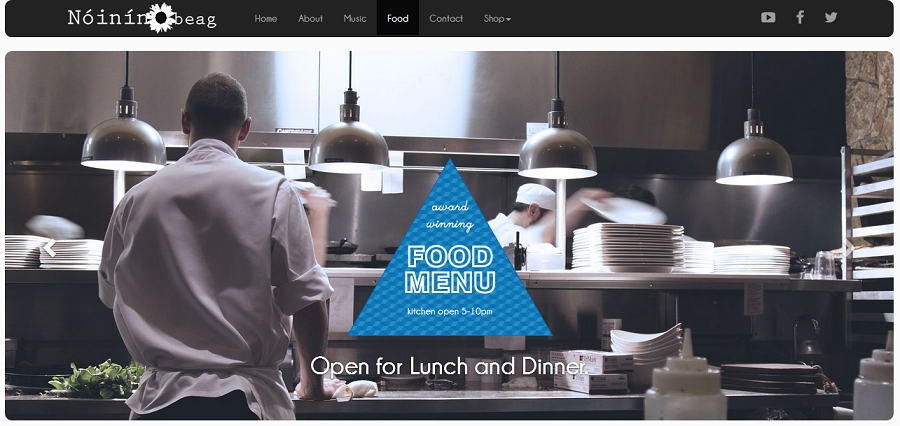 Nóinín beag
Home About Music Food Contact Shop
award
winning
FOOD
MENU
kitchen open 5-10pm
Open for Lunch and Dinner.